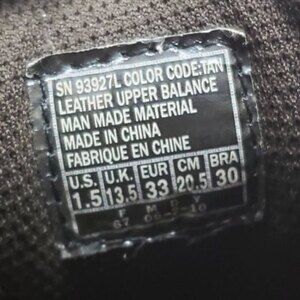 SN 93927L COLOR CODE:TAN
LEATHER UPPER BALANCE
MAN MADE MATERIAL
MADE IN CHINA
FABRIQUE EN CHINE
U.S. U.K. EUR CM BRA
1.5 13.5 33 20.5 30
F M D Y